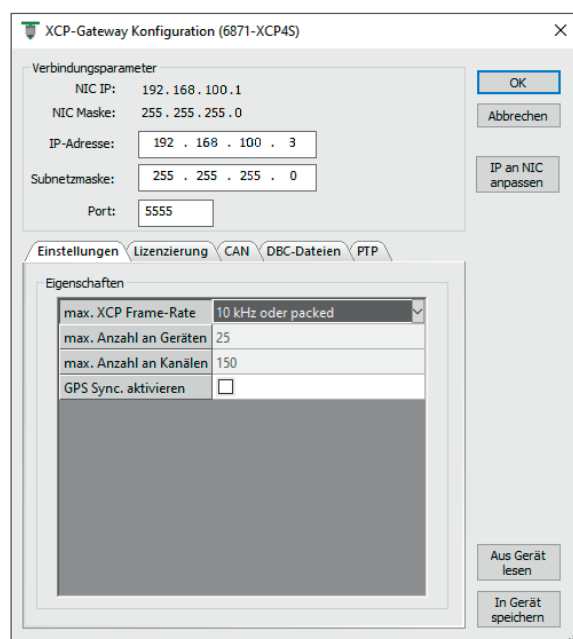 XCP-Gateway Konfiguration (6871-XCP4S)
Verbindungsparameter
NIC IP: 192.168.100.1
NIC Maske: 255.255.255.0
IP-Adresse: 192 . 168 . 100 . 3
Subnetzmaske: 255 . 255 . 255 . 0
Port: 5555
OK
Abbrechen
IP an NIC
anpassen
Einstellungen Lizenzierung CAN DBC-Dateien PTP
Eigenschaften
max. XCP Frame-Rate 10 kHz oder packed
max. Anzahl an Geräten 25
max. Anzahl an Kanälen 150
GPS Sync. aktivieren
Aus Gerät
lesen
In Gerät
speichern